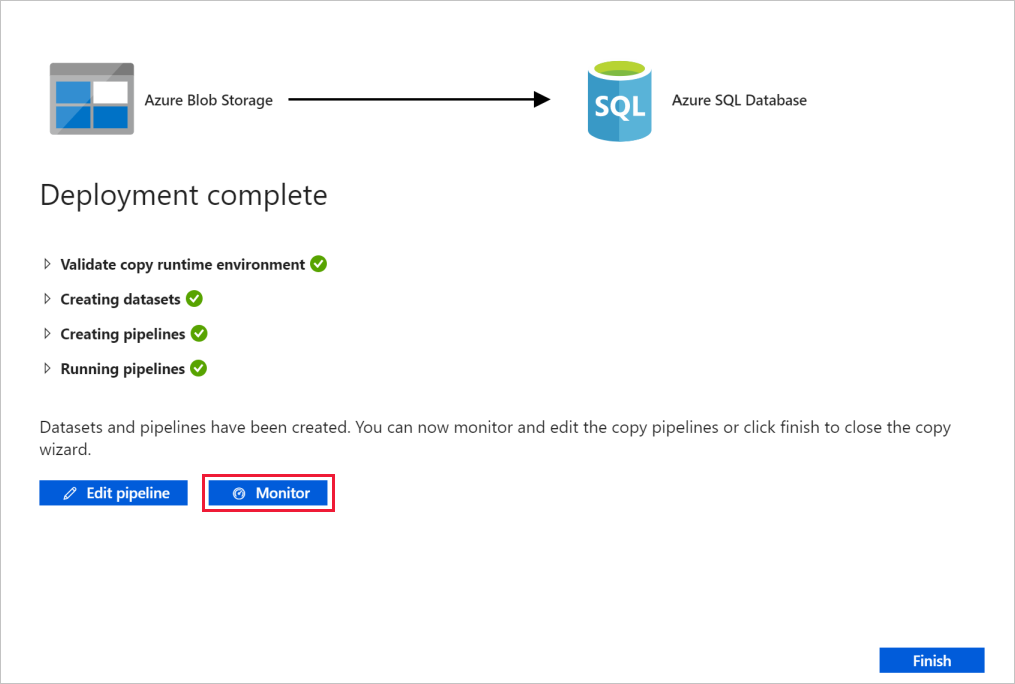 Azure Blob Storage
SQL
Azure SQL Database
Deployment complete
Validate copy runtime environment
Creating datasets
Creating pipelines
Running pipelines
Datasets and pipelines have been created. You can now monitor and edit the copy pipelines or click finish to close the copy
wizard.
Edit pipeline
Monitor
Finish